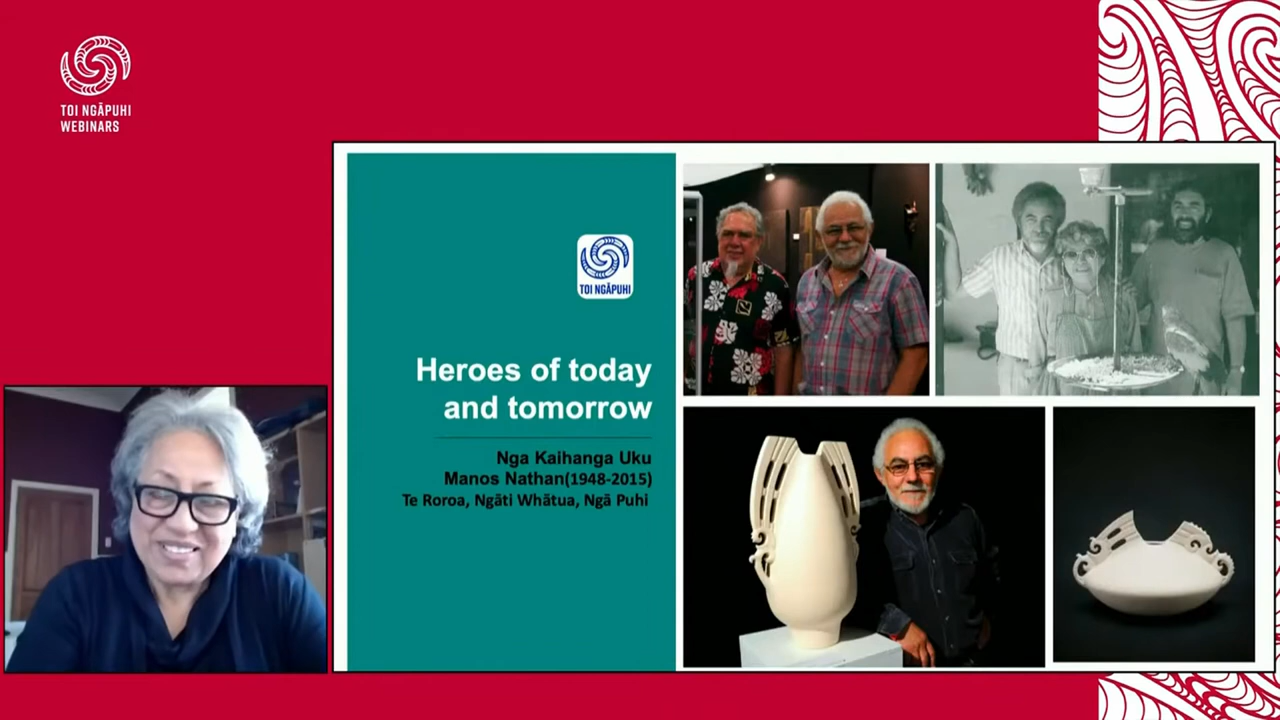 TOI NGĀPUHI
WEBINARS
TOI NGĀPUHI
Heroes of today
and tomorrow
Nga Kaihanga Uku
Manos Nathan(1948-2015)
Te Roroa, Ngāti Whātua, Ngā Puhi